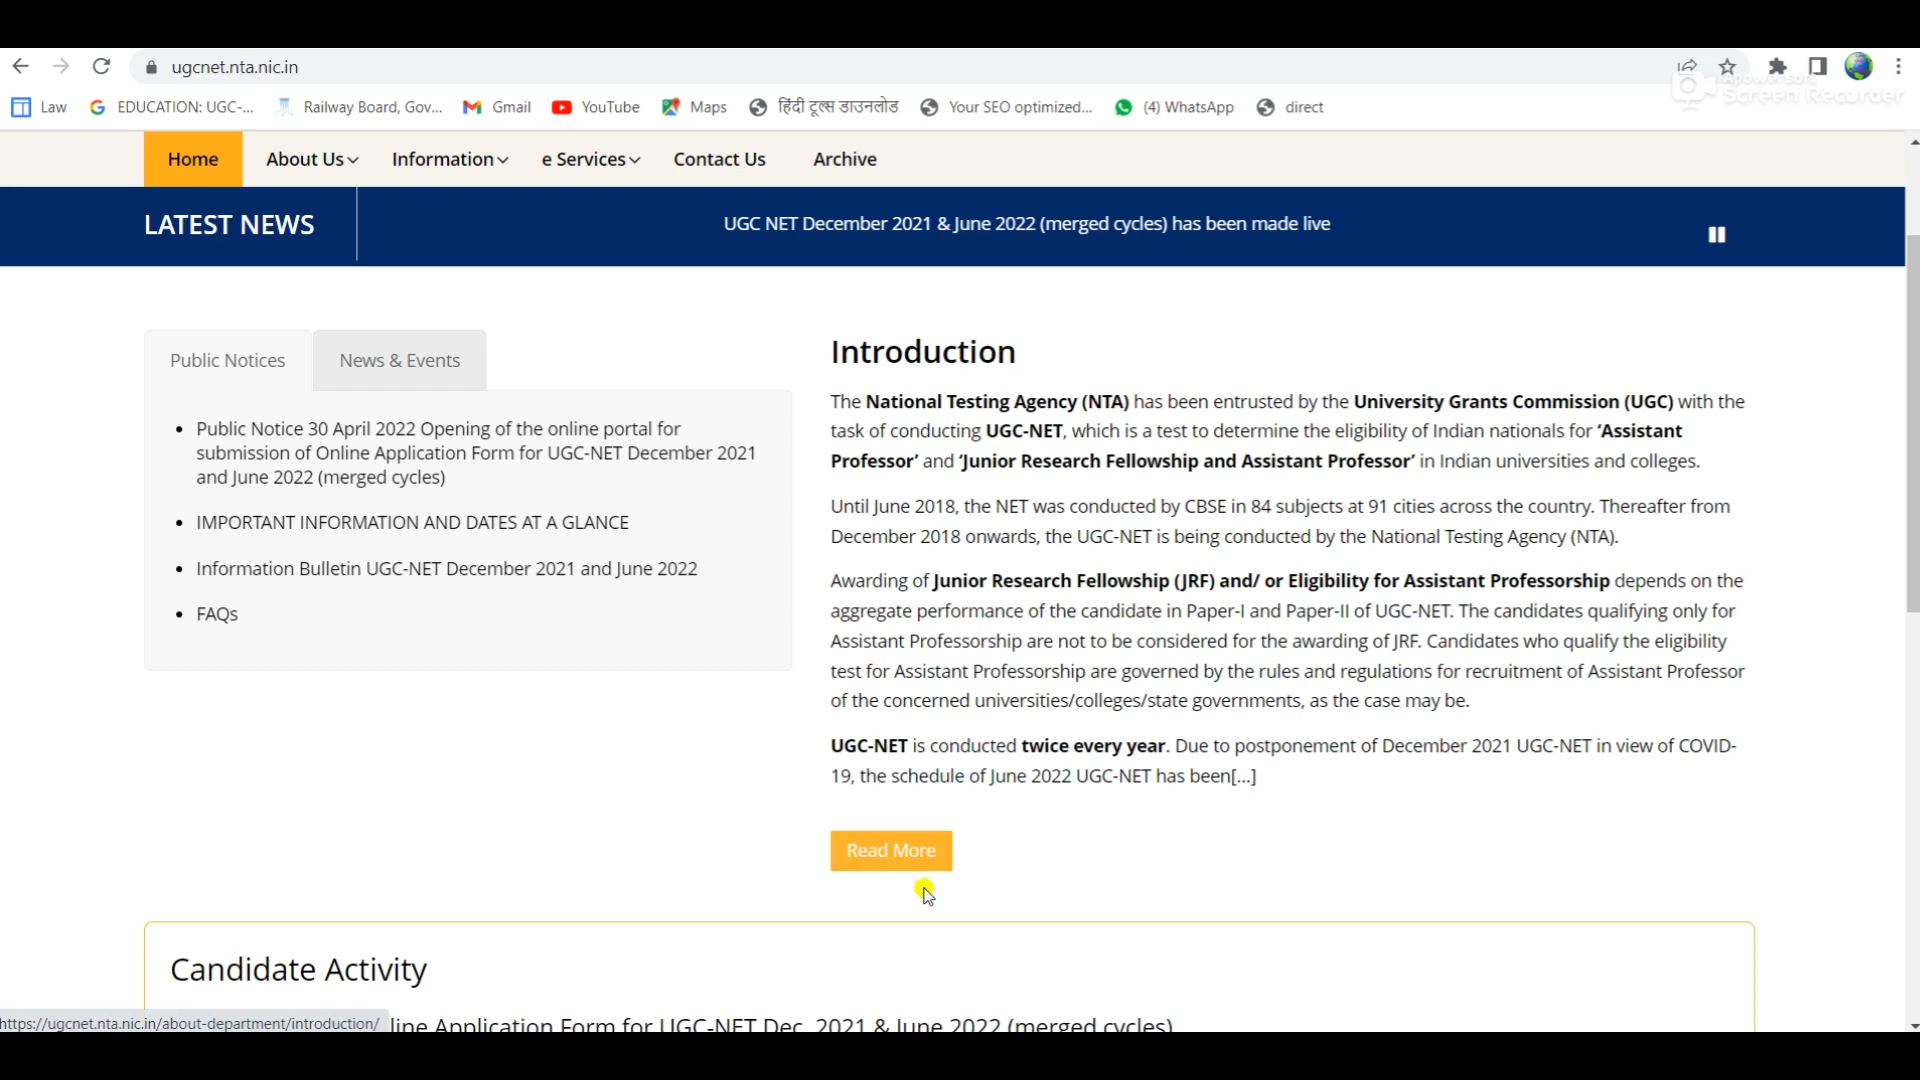 ugcnet.nta.nic.in
Law EDUCATION: UGC-... Railway Board, Gov... Gmail YouTube Maps हिंदी टूल्स डाउनलोड Your SEO optimized... (4) WhatsApp direct
Apowersoft
Screen Recorder
Home About Us Information e Services Contact Us Archive
LATEST NEWS UGC NET December 2021 & June 2022 (merged cycles) has been made live
Public Notices News & Events
Public Notice 30 April 2022 Opening of the online portal for
submission of Online Application Form for UGC-NET December 2021
and June 2022 (merged cycles)
IMPORTANT INFORMATION AND DATES AT A GLANCE
Information Bulletin UGC-NET December 2021 and June 2022
FAQs
Introduction
The National Testing Agency (NTA) has been entrusted by the University Grants Commission (UGC) with the
task of conducting UGC-NET, which is a test to determine the eligibility of Indian nationals for ‘Assistant
Professor’ and ‘Junior Research Fellowship and Assistant Professor’ in Indian universities and colleges.
Until June 2018, the NET was conducted by CBSE in 84 subjects at 91 cities across the country. Thereafter from
December 2018 onwards, the UGC-NET is being conducted by the National Testing Agency (NTA).
Awarding of Junior Research Fellowship (JRF) and/ or Eligibility for Assistant Professorship depends on the
aggregate performance of the candidate in Paper-I and Paper-II of UGC-NET. The candidates qualifying only for
Assistant Professorship are not to be considered for the awarding of JRF. Candidates who qualify the eligibility
test for Assistant Professorship are governed by the rules and regulations for recruitment of Assistant Professor
of the concerned universities/colleges/state governments, as the case may be.
UGC-NET is conducted twice every year. Due to postponement of December 2021 UGC-NET in view of COVID-
19, the schedule of June 2022 UGC-NET has been[...]
Read More
Candidate Activity
https://ugcnet.nta.nic.in/about-department/introduction/ line Application Form for UGC-NET Dec. 2021 & June 2022 (merged cycles)